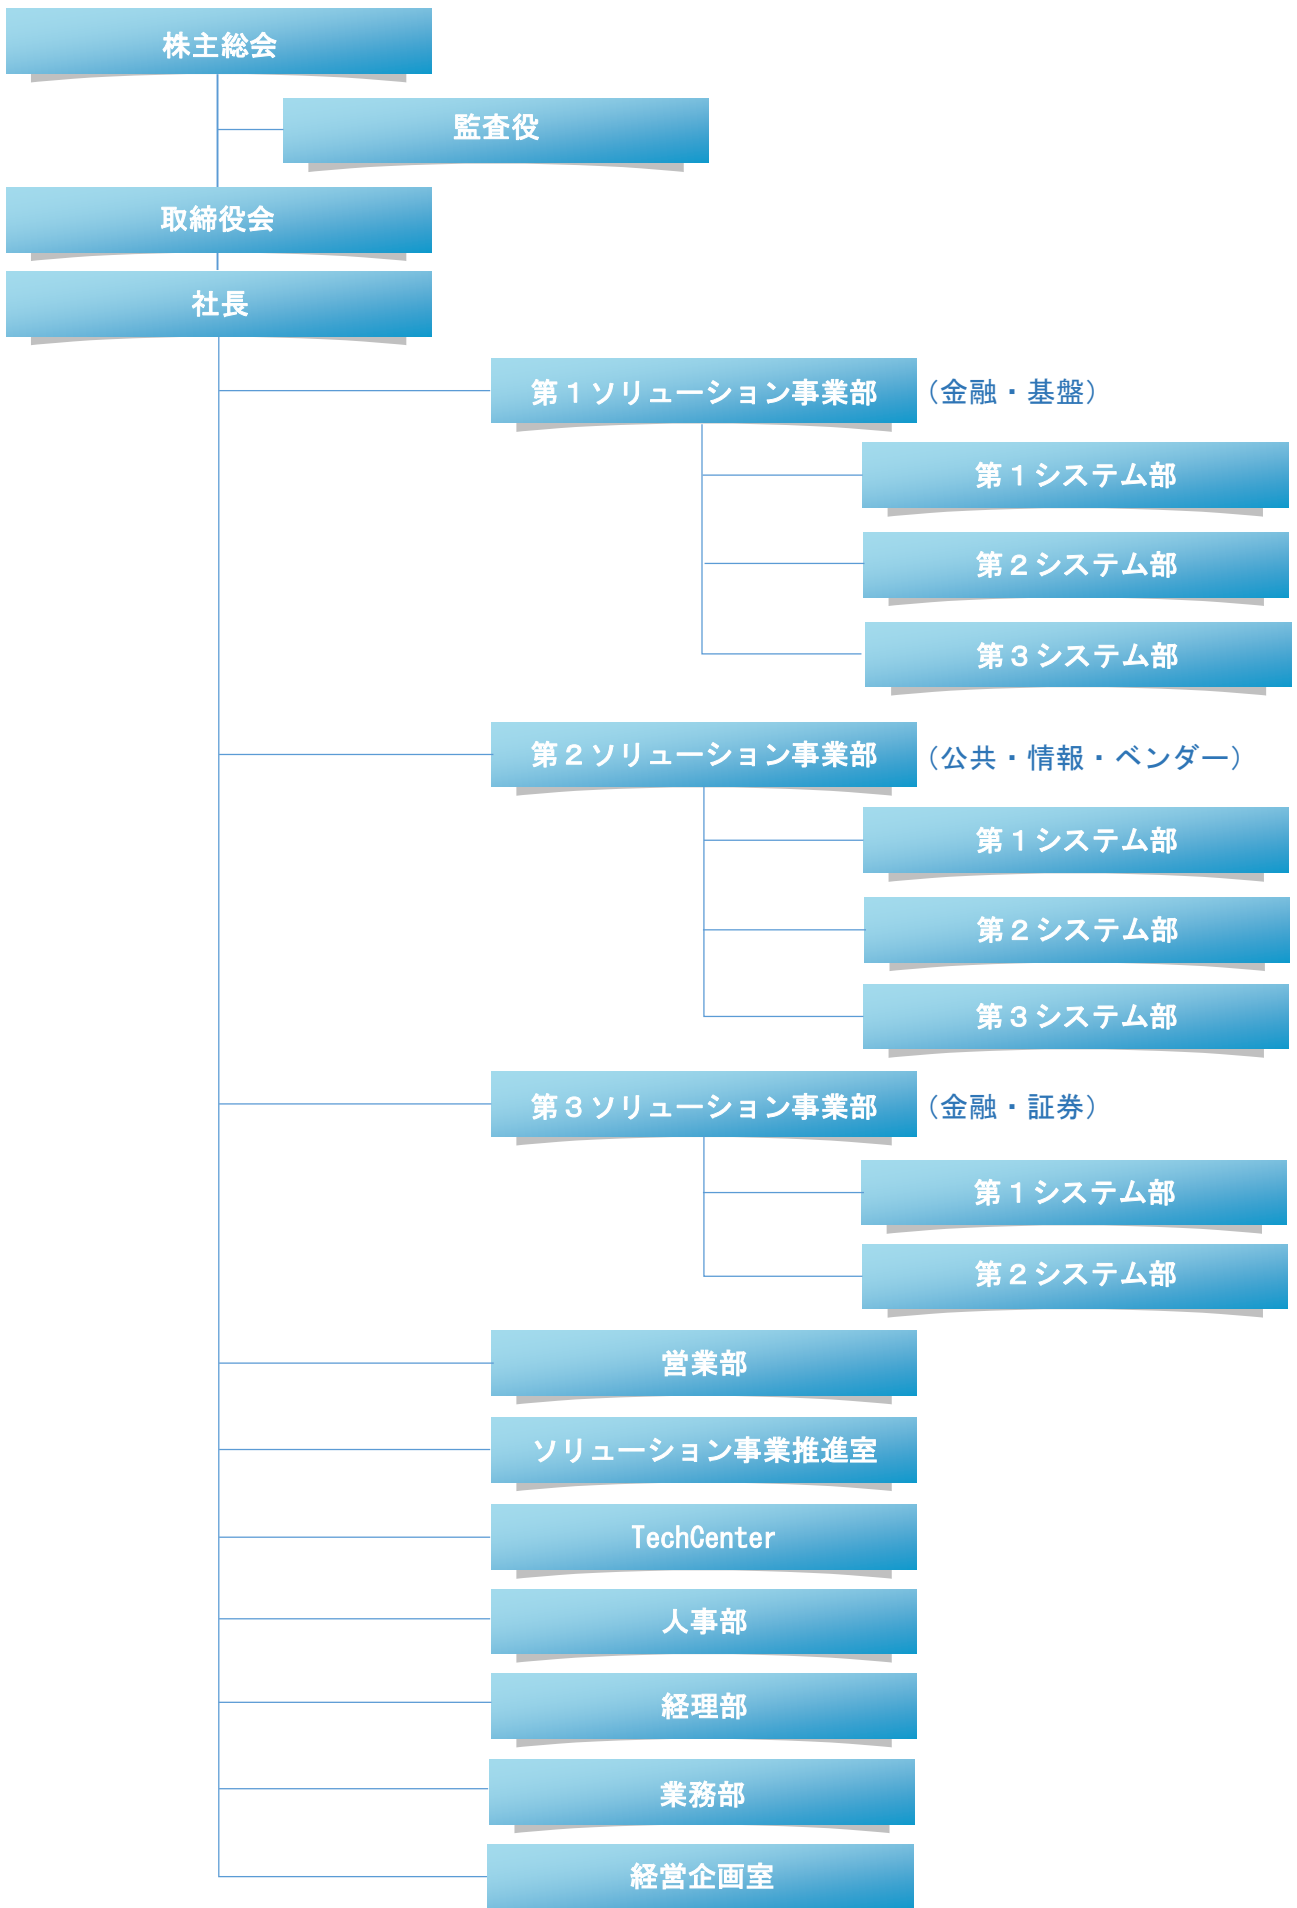 株主総会
監査役
取締役会
社長
第１ソリューション事業部 （金融・基盤）
第１システム部
第２システム部
第３システム部
第２ソリューション事業部 （公共・情報・ベンダー）
第１システム部
第２システム部
第３システム部
第３ソリューション事業部 （金融・証券）
第１システム部
第２システム部
営業部
ソリューション事業推進室
TechCenter
人事部
経理部
業務部
経営企画室